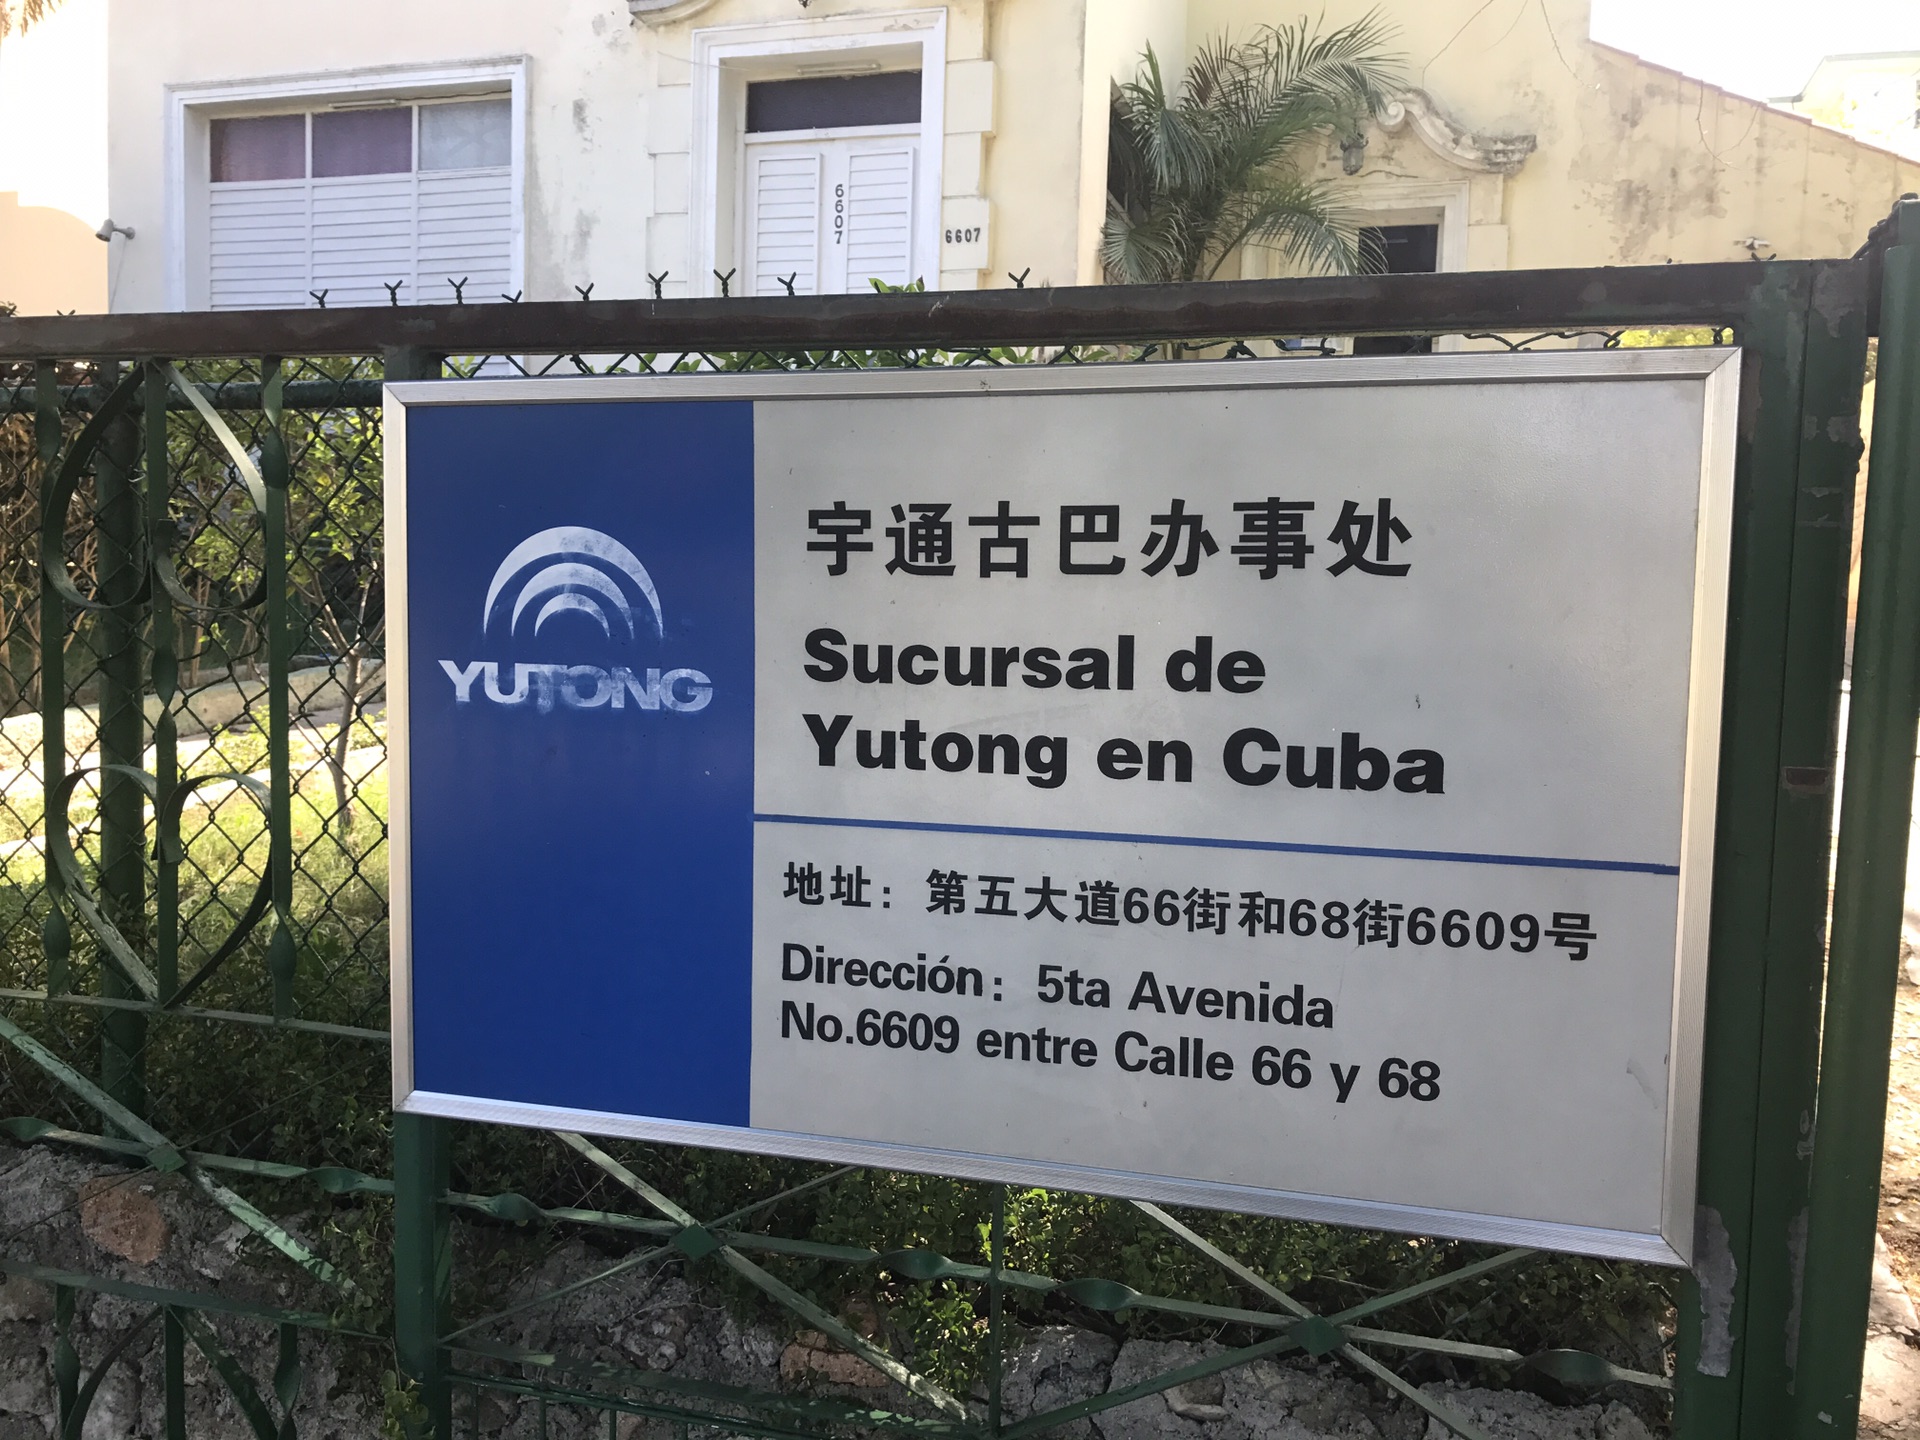 6607
6607
YUTONG
宇通古巴办事处
Sucursal de
Yutong en Cuba
地址：第五大道66街和68街6609号
Dirección：5ta Avenida
No.6609 entre Calle 66 y 68